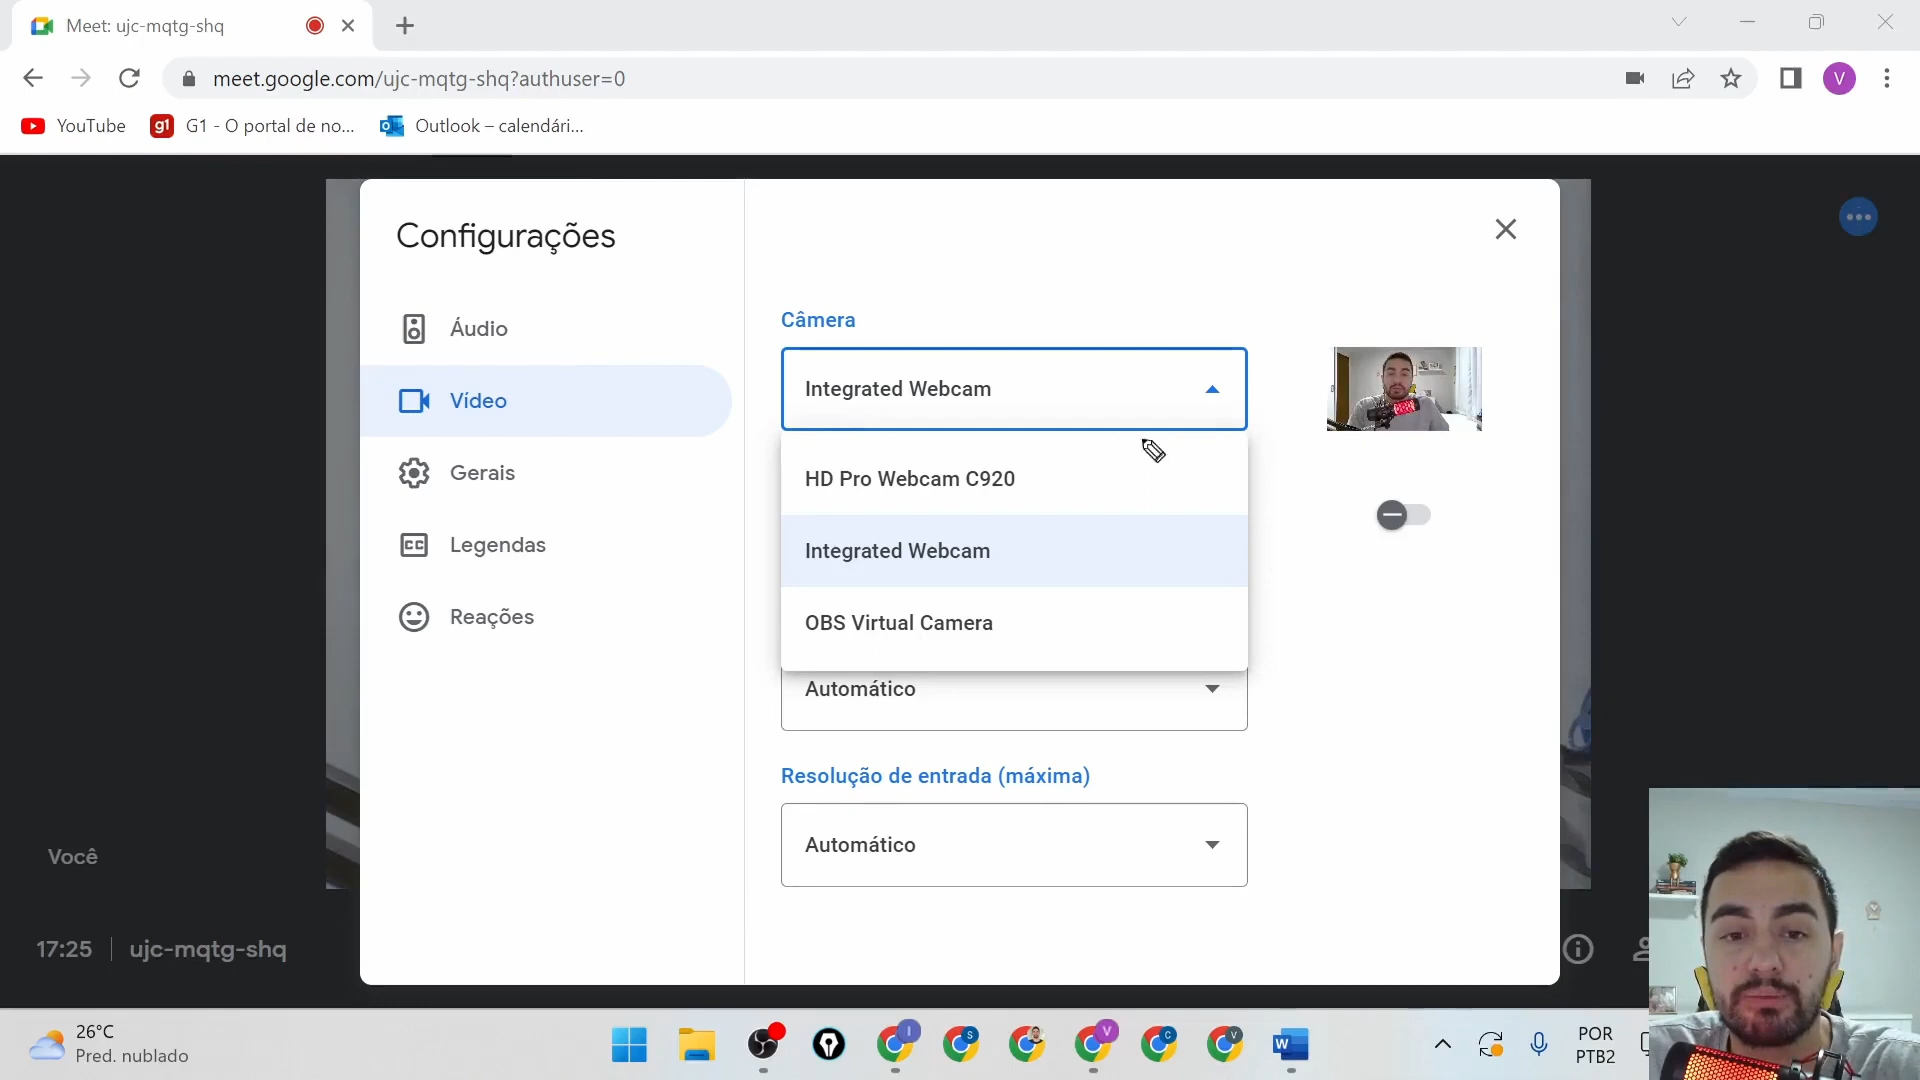 Meet: ujc-mqtg-shq
meet.google.com/ujc-mqtg-shq?authuser=0
V
YouTube
g1
G1 - O portal de no...
Outlook – calendári...
Configurações
Áudio
Vídeo
Gerais
CC
Legendas
Reações
Câmera
Integrated Webcam
HD Pro Webcam C920
Integrated Webcam
OBS Virtual Camera
Automático
Resolução de entrada (máxima)
Automático
Você
17:25
ujc-mqtg-shq
26°C
Pred. nublado
I
S
V
C
V
W
POR
PTB2